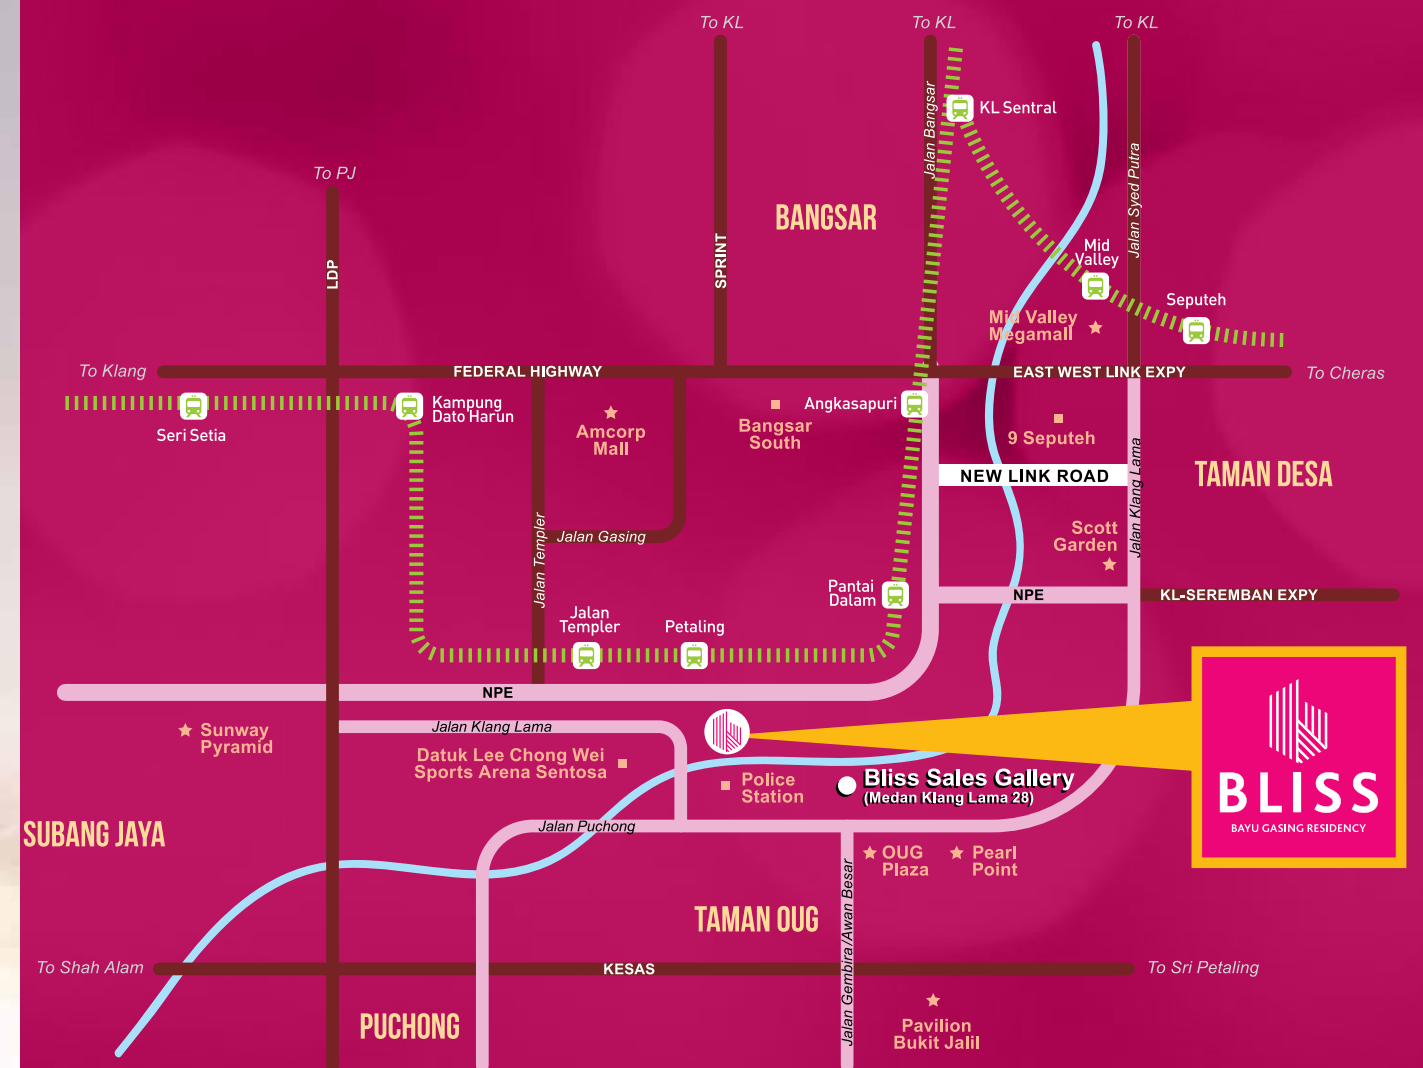 To KL
To KL
To KL
Jalan Bangsar
KL Sentral
Jalan Syed Putra
To PJ
LDP
SPRINT
BANGSAR
Mid
Valley
Seputeh
Mid Valley
Megamall
To Klang
FEDERAL HIGHWAY
EAST WEST LINK EXPY
To Cheras
Seri Setia
Kampung
Dato Harun
Amcorp
Mall
Bangsar
South
Angkasapuri
9 Seputeh
NEW LINK ROAD
Jalan Klang Lama
TAMAN DESA
Jalan Templer
Jalan Gasing
Scott
Garden
Pantai
Dalam
NPE
KL-SEREMBAN EXPY
Jalan
Templer
Petaling
NPE
Sunway
Pyramid
Jalan Klang Lama
Datuk Lee Chong Wei
Sports Arena Sentosa
Police
Station
Bliss Sales Gallery
(Medan Klang Lama 28)
BLISS
BAYU GASING RESIDENCY
SUBANG JAYA
Jalan Puchong
OUG
Plaza
Pearl
Point
Jalan Gembira/Awan Besar
TAMAN OUG
To Shah Alam
KESAS
To Sri Petaling
PUCHONG
Pavilion
Bukit Jalil